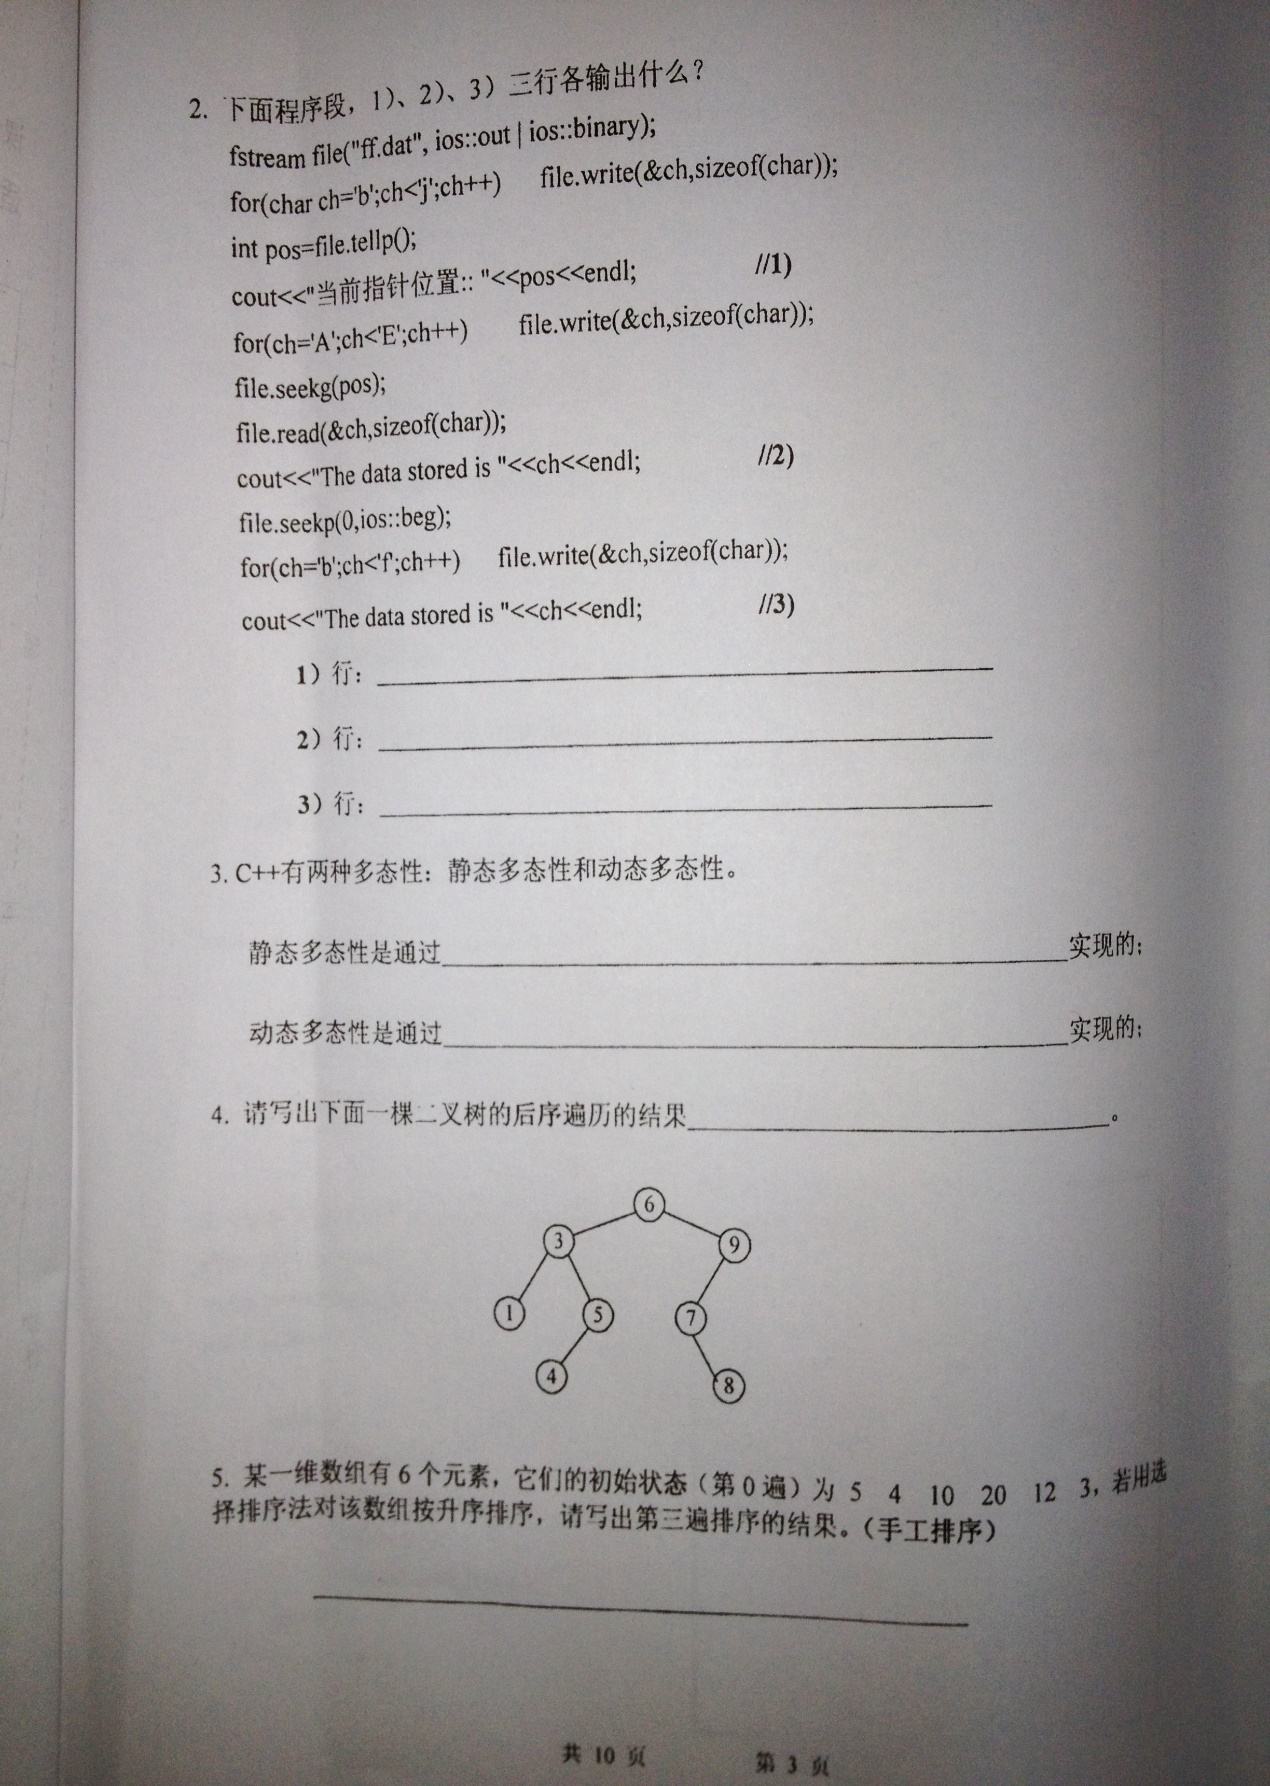 2. 下面程序段，1)、2)、3）三行各输出什么？
fstream file("ff.dat", ios::out | ios::binary);
for(char ch='b';ch<'j';ch++) file.write(&ch,sizeof(char));
int pos=file.tellp();
cout<<"当前指针位置:: "<<pos<<endl; //1)
for(ch='A';ch<'E';ch++) file.write(&ch,sizeof(char));
file.seekg(pos);
file.read(&ch,sizeof(char));
cout<<"The data stored is "<<ch<<endl; //2)
file.seekp(0,ios::beg);
for(ch='b';ch<'f';ch++) file.write(&ch,sizeof(char));
cout<<"The data stored is "<<ch<<endl; //3)
1）行：
2）行：
3）行：
3. C++有两种多态性：静态多态性和动态多态性。
静态多态性是通过____实现的；
动态多态性是通过____实现的；
4. 请写出下面一棵二叉树的后序遍历的结果____。
6
3 9
1 5 7
4 8
5. 某一维数组有 6 个元素，它们的初始状态（第 0 遍）为 5 4 10 20 12 3，若用选
择排序法对该数组按升序排序，请写出第三遍排序的结果。（手工排序）
共 10 页 第 3 页